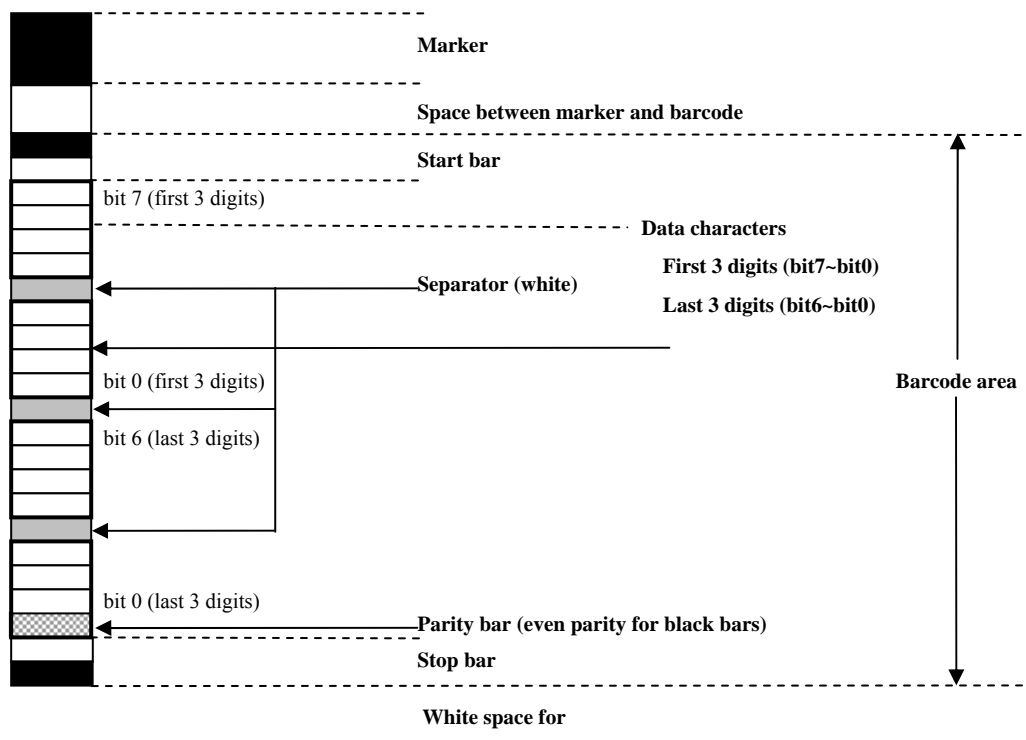 Marker
Space between marker and barcode
Start bar
bit 7 (first 3 digits)
Data characters
First 3 digits (bit7~bit0)
Separator (white)
Last 3 digits (bit6~bit0)
bit 0 (first 3 digits)
Barcode area
bit 6 (last 3 digits)
bit 0 (last 3 digits)
Parity bar (even parity for black bars)
Stop bar
White space for